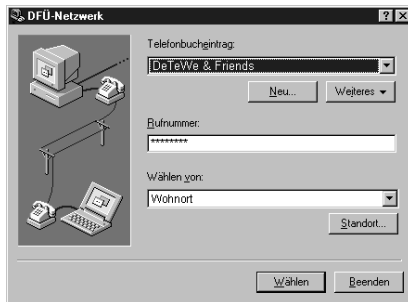 DFÜ-Netzwerk
Telefonbucheintrag:
DeTeWe & Friends
Neu...
Weiteres
Rufnummer:
********
Wählen von:
Wohnort
Standort...
Wählen
Beenden